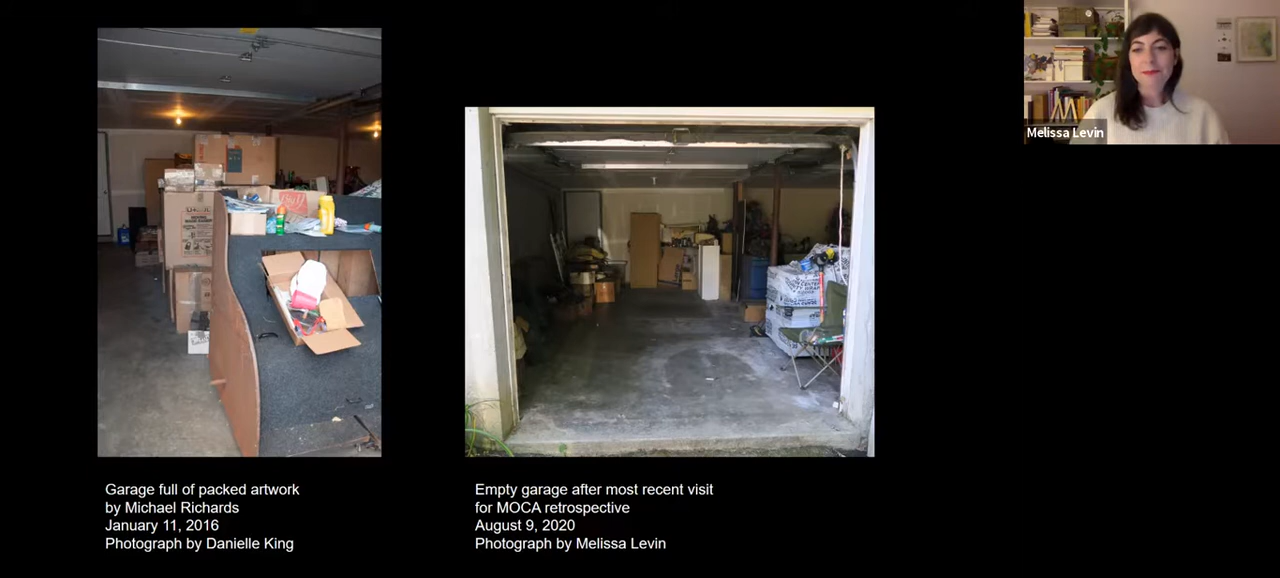 Melissa Levin
Garage full of packed artwork
by Michael Richards
January 11, 2016
Photograph by Danielle King
Empty garage after most recent visit
for MOCA retrospective
August 9, 2020
Photograph by Melissa Levin